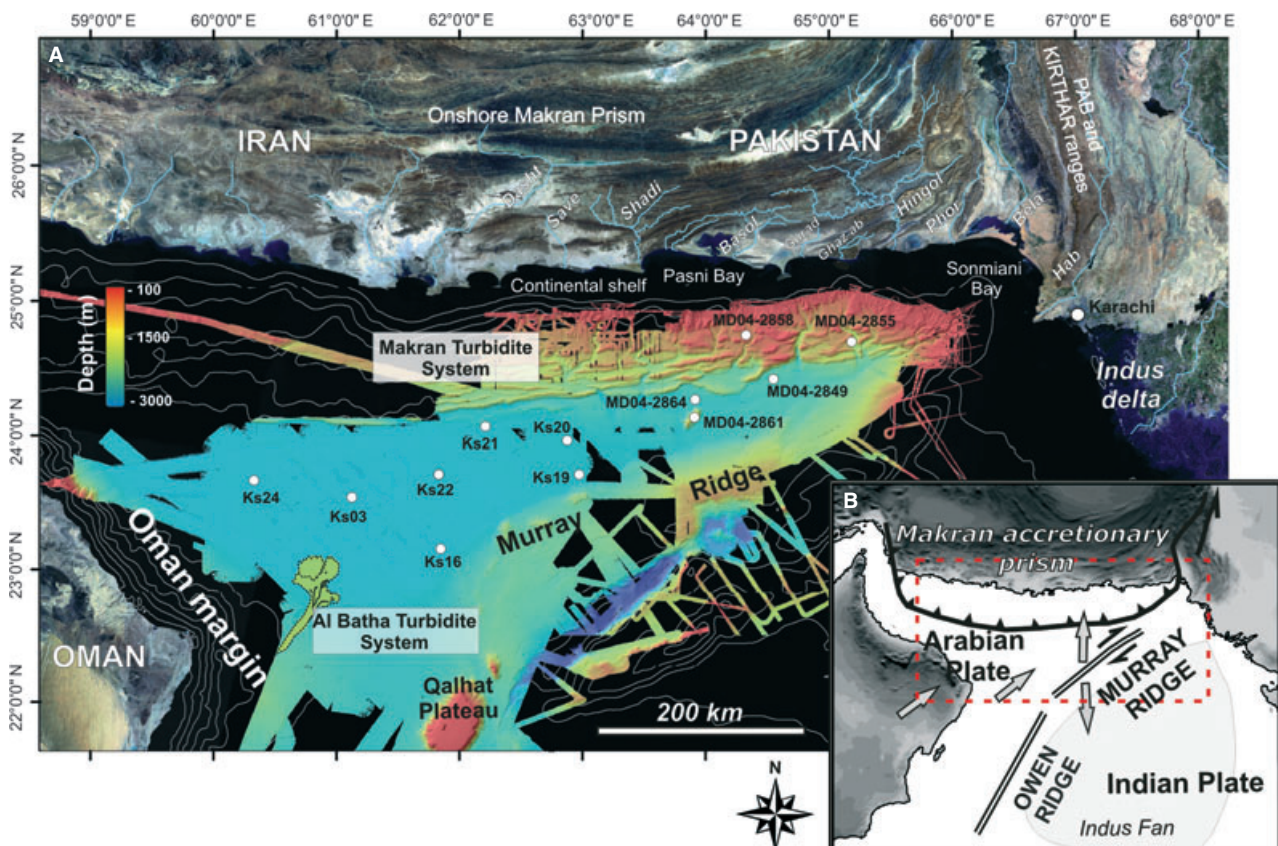 59°0'0"E 60°0'0"E 61°0'0"E 62°0'0"E 63°0'0"E 64°0'0"E 65°0'0"E 66°0'0"E 67°0'0"E 68°0'0"E
A
26°0'0"N
25°0'0"N
24°0'0"N
23°0'0"N
22°0'0"N
IRAN
Onshore Makran Prism
PAKISTAN
PAB and
KIRTHAR ranges
Dasht
Save
Shadi
Basol
Ghazab
Hingol
Phor
Hab
Continental shelf
Pasni Bay
Sonmiani
Bay
Karachi
Indus
delta
Depth (m)
- 100
- 1500
- 3000
Makran Turbidite
System
MD04-2858
MD04-2855
MD04-2849
MD04-2864
MD04-2861
Ks21
Ks20
Ks19
Ks22
Ks24
Ks03
Ks16
Murray
Ridge
Oman margin
OMAN
Al Batha Turbidite
System
Qalhat
Plateau
200 km
N
B
Makran accretionary
prism
Arabian
Plate
MURRAY
RIDGE
OWEN
RIDGE
Indian Plate
Indus Fan